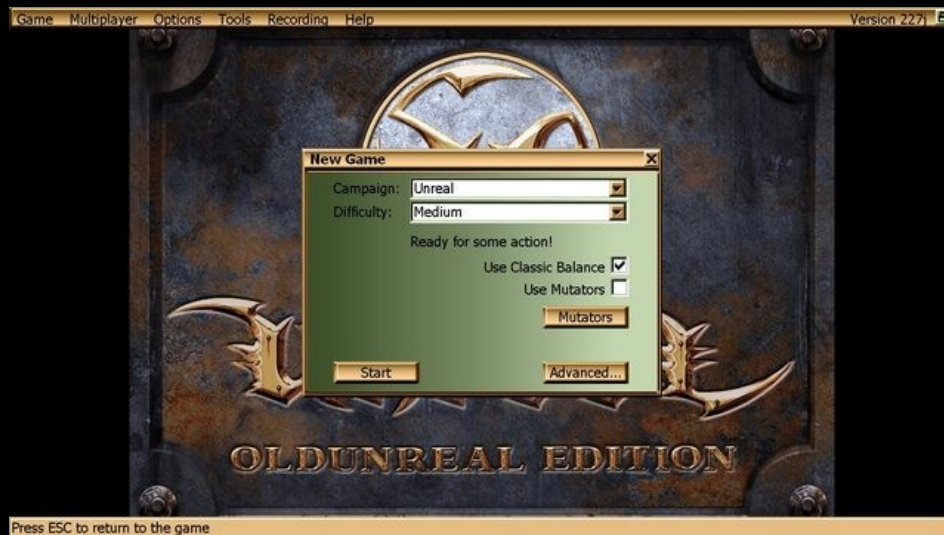 Game Multiplayer Options Tools Recording Help Version 227j
New Game
Campaign: Unreal
Difficulty: Medium
Ready for some action!
Use Classic Balance
Use Mutators
Mutators
Start Advanced...
OLDUNREAL EDITION
Press ESC to return to the game